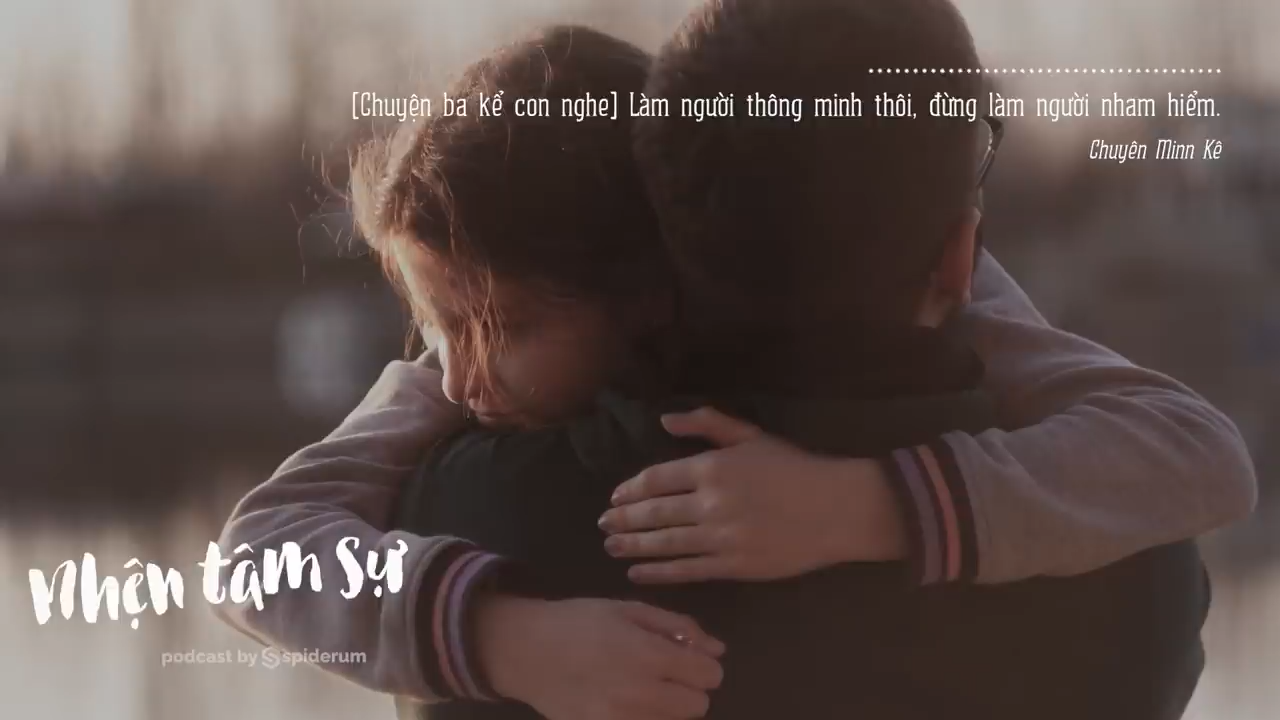 [Chuyện ba kể con nghe] Làm người thông minh thôi, đừng làm người nham hiểm.
Chuyên Minn Kê
Nhện tâm sự
podcast by spiderum